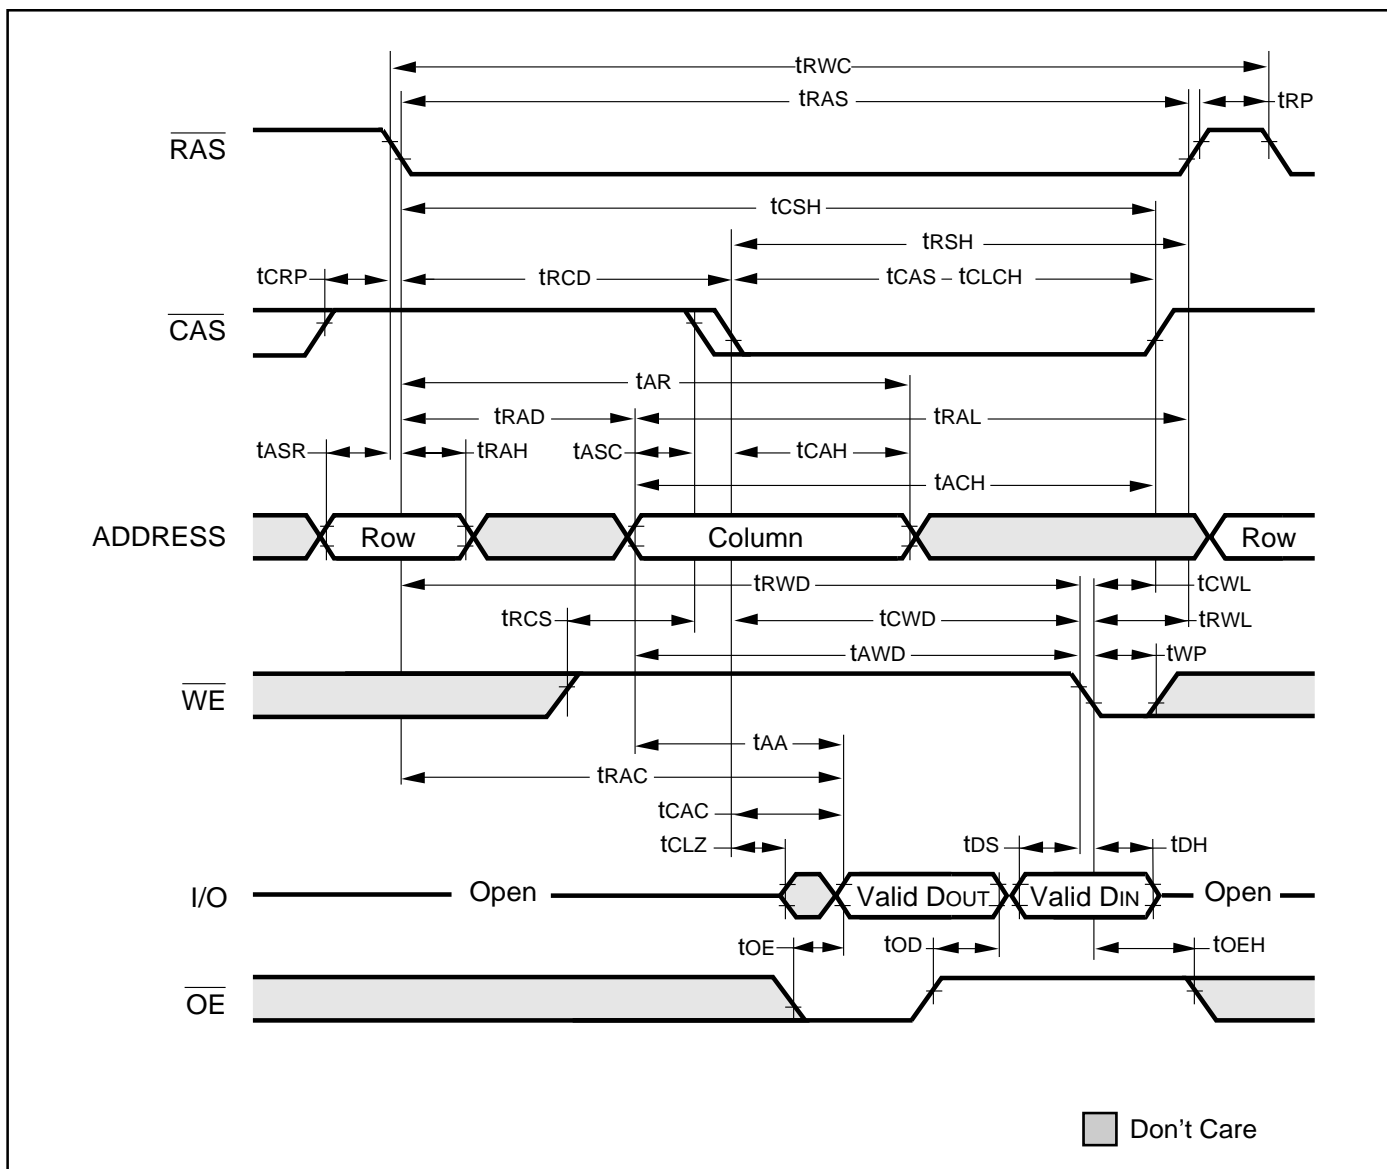 tRWC
tRAS
tRP
RAS
tCSH
tRSH
tCRP
tRCD
tCAS – tCLCH
CAS
tAR
tRAD
tRAL
tASR
tRAH
tASC
tCAH
tACH
ADDRESS
Row
Column
Row
tRWD
tCWL
tRCS
tCWD
tRWL
tAWD
tWP
WE
tAA
tRAC
tCAC
tCLZ
tDS
tDH
I/O
Open
Valid DOUT
Valid DIN
Open
tOE
tOD
tOEH
OE
Don't Care